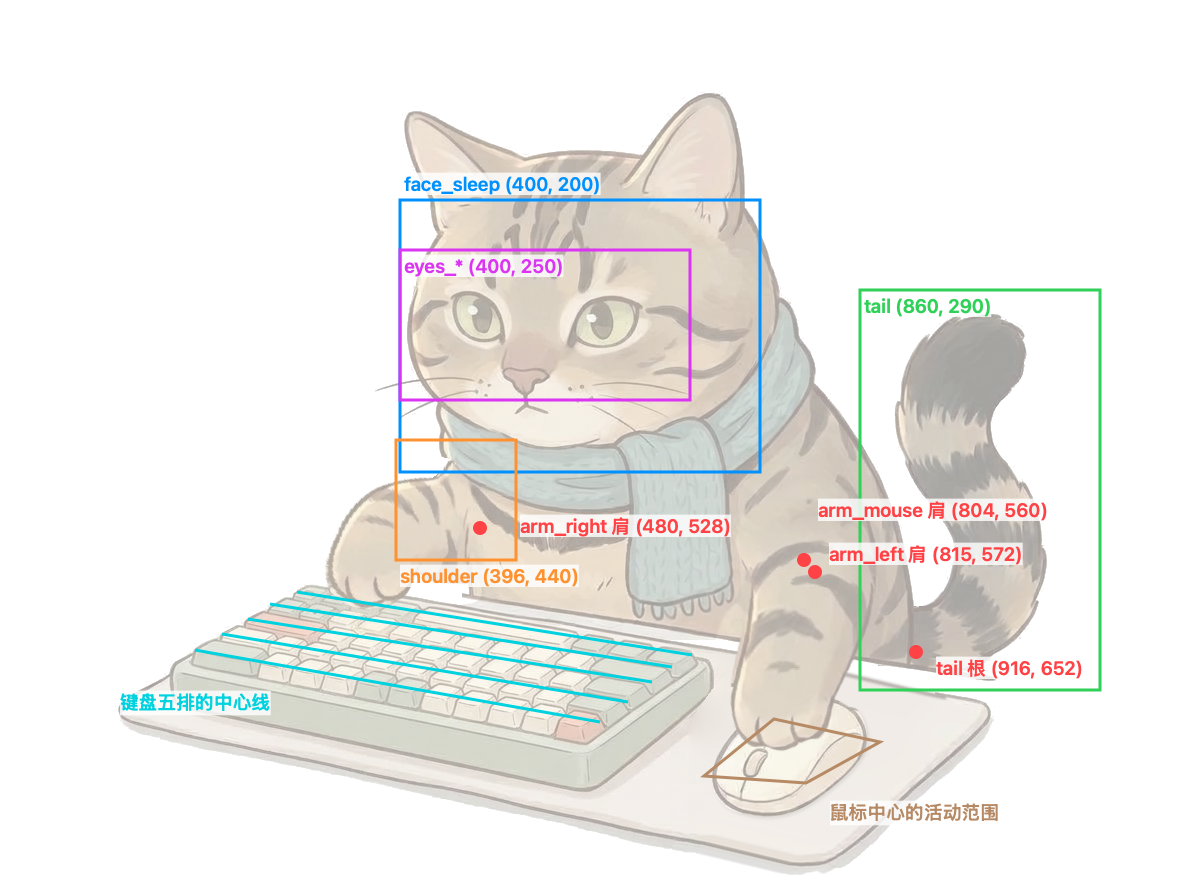 face_sleep (400, 200)
eyes_* (400, 250)
tail (860, 290)
arm_mouse 肩 (804, 560)
arm_right 肩 (480, 528)
arm_left 肩 (815, 572)
shoulder (396, 440)
tail 根 (916, 652)
键盘五排的中心线
鼠标中心的活动范围